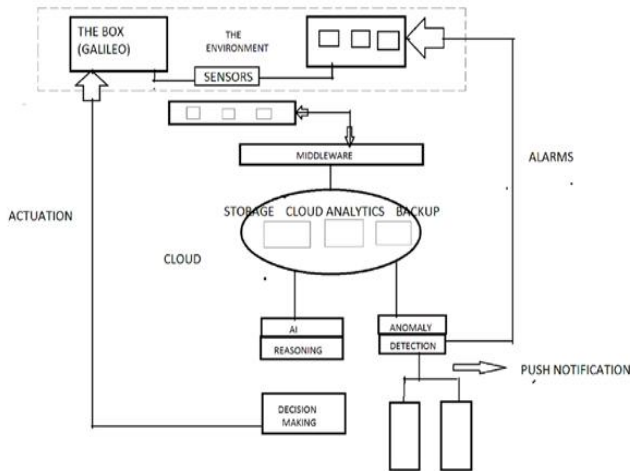 THE BOX
(GALILEO)
THE
ENVIRONMENT
SENSORS
MIDDLEWARE
ALARMS
ACTUATION
STORAGE CLOUD ANALYTICS BACKUP
CLOUD
AI
REASONING
ANOMALY
DETECTION
PUSH NOTIFICATION
DECISION
MAKING